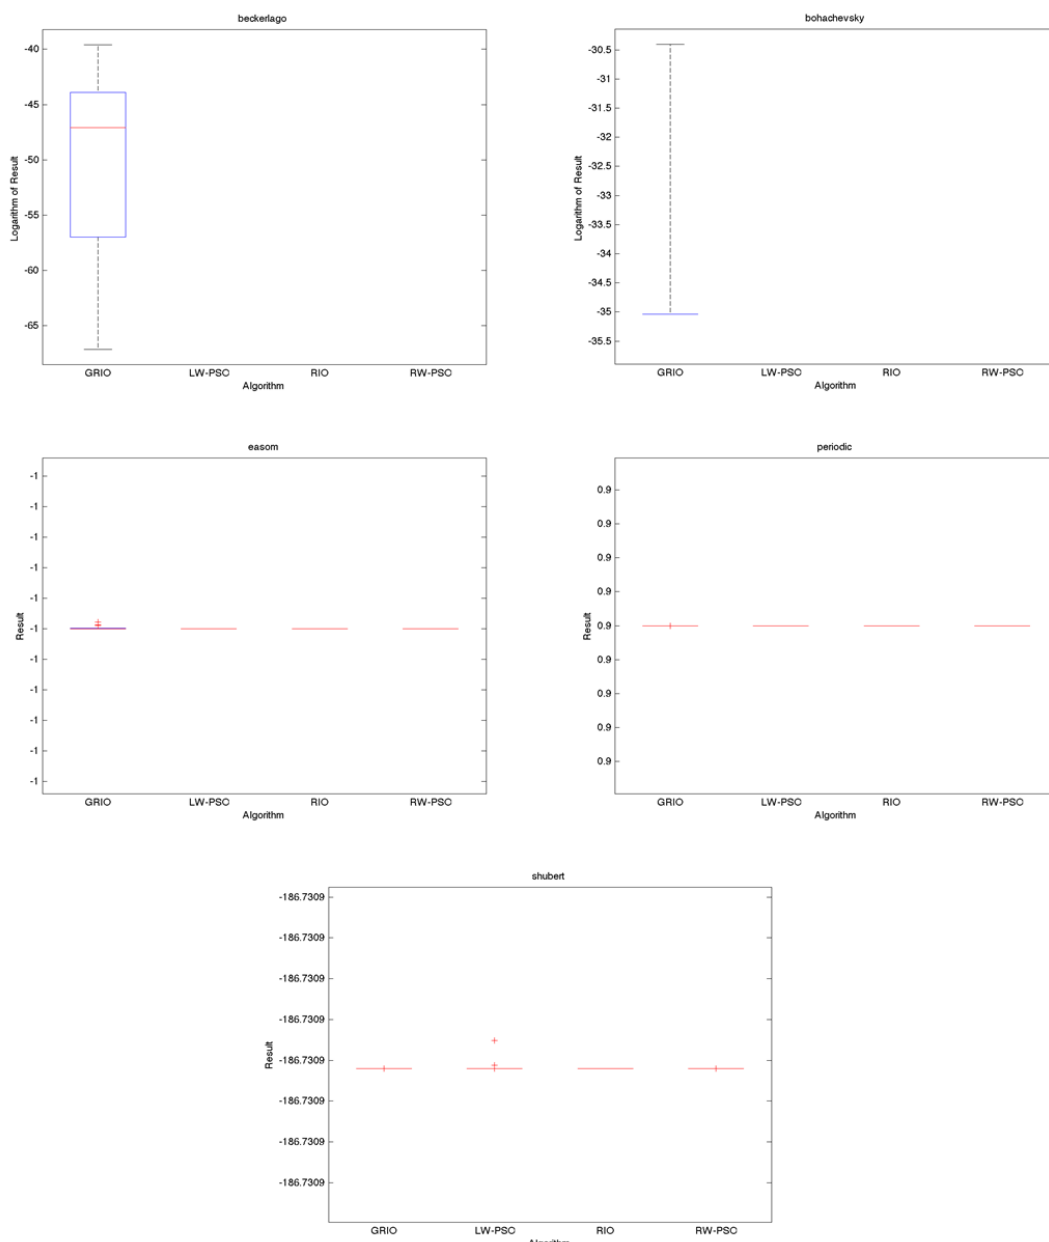 beckerlago
-40
-45
-50
-55
-60
-65
Logarithm of Result
GRIO LW-PSO RIO RW-PSO
Algorithm
bohachevsky
-30.5
-31
-31.5
-32
-32.5
-33
-33.5
-34
-34.5
-35
-35.5
Logarithm of Result
GRIO LW-PSO RIO RW-PSO
Algorithm
easom
-1
-1
-1
-1
-1
-1
-1
-1
-1
-1
-1
Result
GRIO LW-PSO RIO RW-PSO
Algorithm
periodic
0.9
0.9
0.9
0.9
0.9
0.9
0.9
0.9
0.9
Result
GRIO LW-PSO RIO RW-PSO
Algorithm
shubert
-186.7309
-186.7309
-186.7309
-186.7309
-186.7309
-186.7309
-186.7309
-186.7309
Result
GRIO LW-PSO RIO RW-PSO
Algorithm